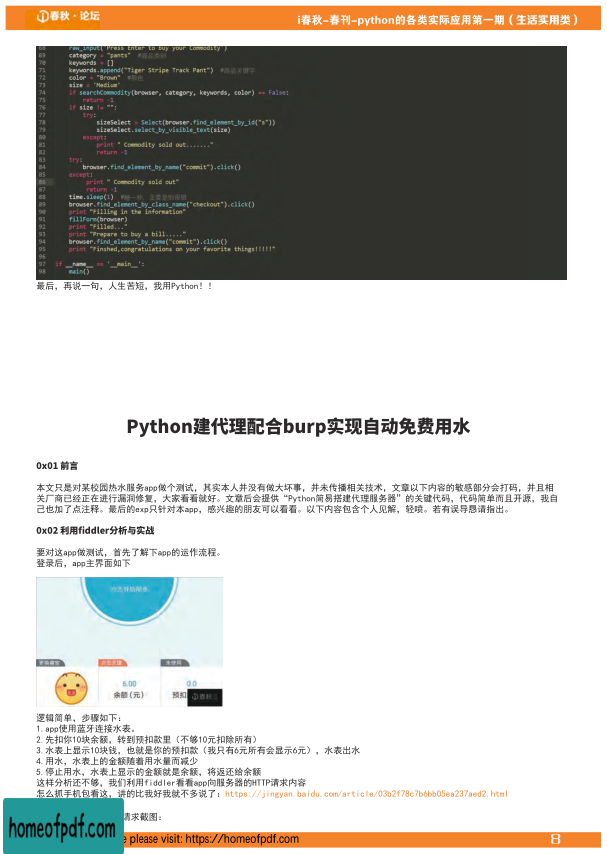 i春秋·论坛
i春秋-春刊-python的各类实际应用第一期（生活实用类）
68 raw_input('Press Enter to buy your Commodity')
69 category = "pants"
70 keywords = []
71 keywords.append("Tiger Stripe Track Pant") #商品关键字
72 color = "Brown" #颜色
73 size = 'Medium'
74 if searchCommodity(browser, category, keywords, color) == False:
75 return -1
76 if size != "":
77 try:
78 sizeSelect = Select(browser.find_element_by_id("s"))
79 sizeSelect.select_by_visible_text(size)
80 except:
81 print " Commodity sold out......."
82 return -1
83 try:
84 browser.find_element_by_name("commit").click()
85 except:
86 print " Commodity sold out"
87 return -1
88 time.sleep(1)
89 browser.find_element_by_class_name("checkout").click()
90 print "Filling in the information"
91 fillForm(browser)
92 print "Filled..."
93 print "Prepare to buy a bill....."
94 browser.find_element_by_name("commit").click()
95 print "Finshed,congratulations on your favorite things!!!!!"
96
97 if __name__ == '__main__':
98 main()
最后，再说一句，人生苦短，我用Python！！
Python建代理配合burp实现自动免费用水
0x01 前言
本文只是对某校园热水服务app做个测试，其实本人并没有做大坏事，并未传播相关技术，文章以下内容的敏感部分会打码，并且相
关厂商已经正在进行漏洞修复，大家看看就好。文章后会提供“Python简易搭建代理服务器”的关键代码，代码简单而且开源，我自
己也加了点注释。最后的exp只针对本app，感兴趣的朋友可以看看。以下内容包含个人见解，轻喷。若有误导恳请指出。
0x02 利用fiddler分析与实战
要对这app做测试，首先了解下app的运作流程。
登录后，app主界面如下
未使用
6.00
0.0
余额(元)
预扣
i春秋
逻辑简单，步骤如下：
1. app使用蓝牙连接水表。
2. 先扣你10块余额，转到预扣款里（不够10元扣除所有）
3. 水表上显示10块钱，也就是你的预扣款（我只有6元所有会显示6元），水表出水
4. 用水，水表上的金额随着用水量而减少
5. 停止用水，水表上显示的金额就是余额，将返还给余额
这样分析还不够，我们利用fiddler看看app向服务器的HTTP请求内容
怎么抓手机包看这，讲的比我好我就不多说了：https://jingyan.baidu.com/article/03b2f78c7b6bb05ea237aed2.html
请求截图：
homeofpdf.com
please visit: https://homeofpdf.com
8